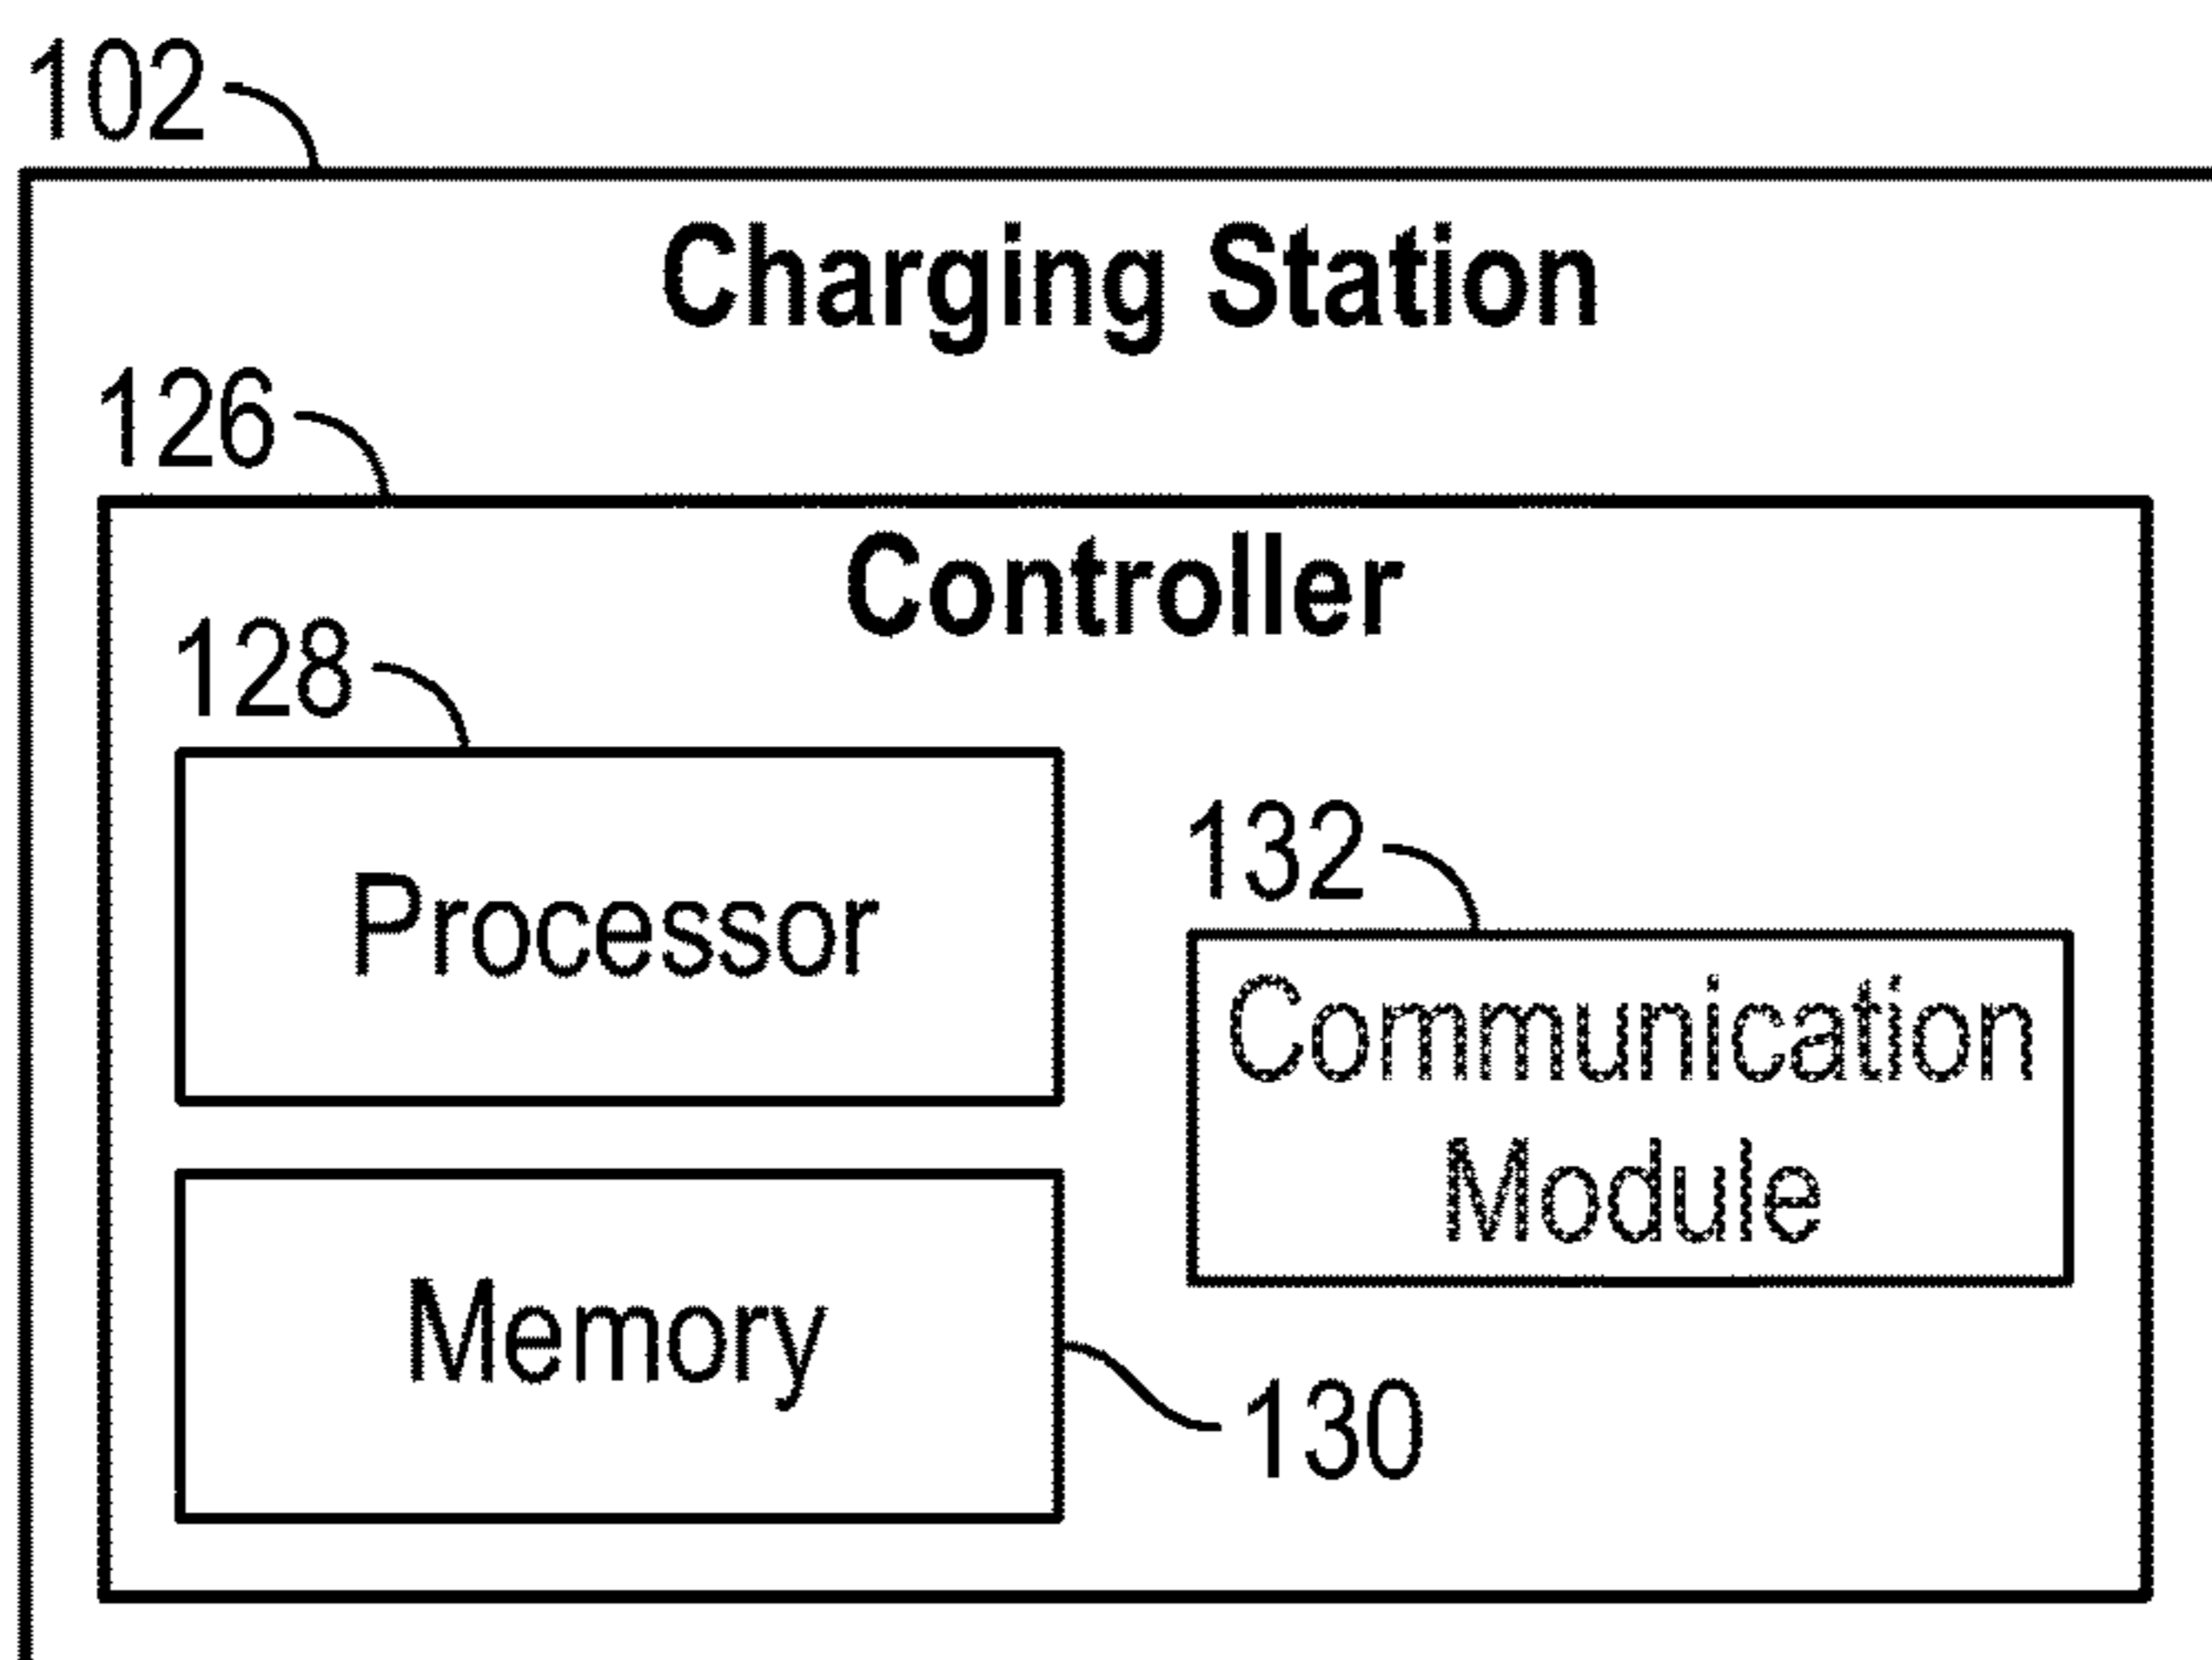 102
Charging Station
126
Controller
128
Processor
132
Communication
Module
Memory
130